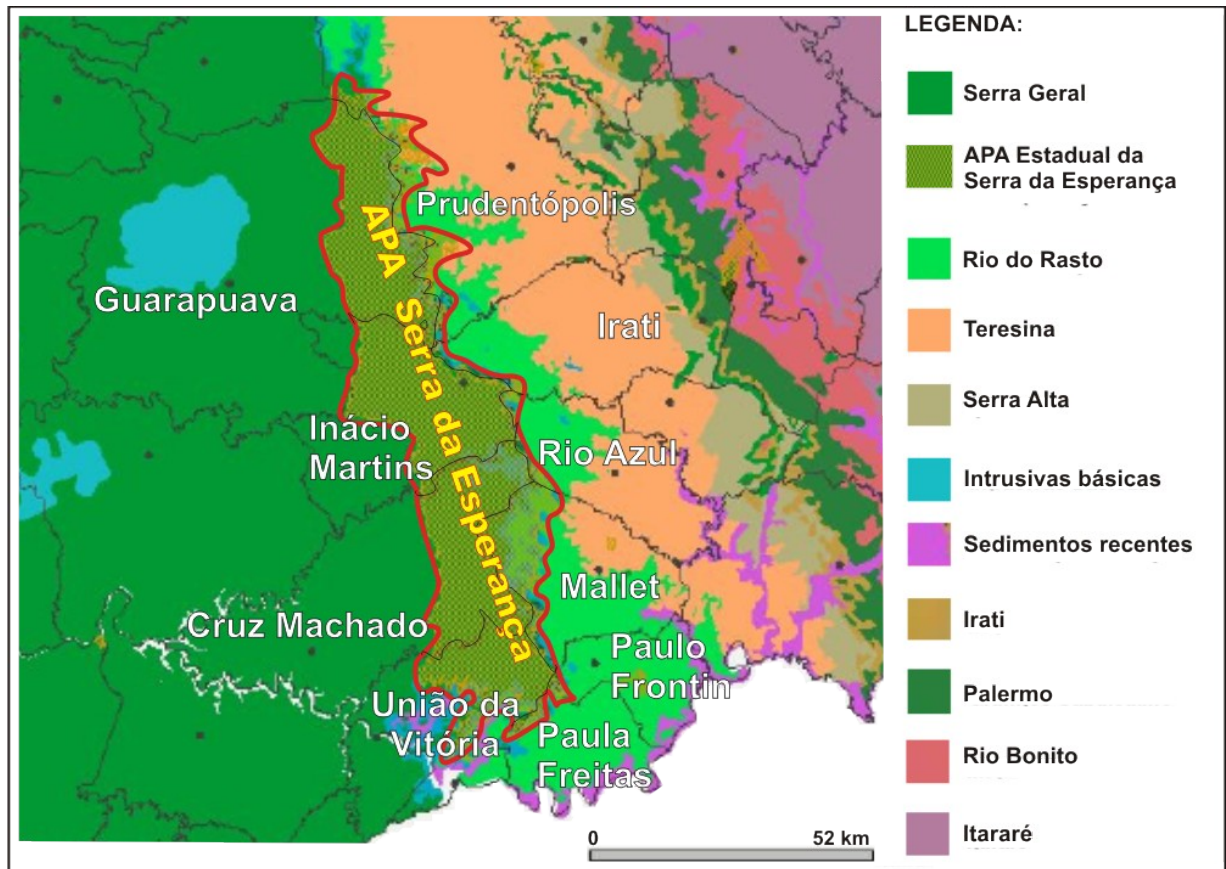 LEGENDA:
Serra Geral
APA Estadual da
Serra da Esperança
Rio do Rasto
Teresina
Serra Alta
Intrusivas básicas
Sedimentos recentes
Irati
Palermo
Rio Bonito
Itararé
Prudentópolis
APA Serra da Esperança
Guarapuava
Irati
Inácio
Martins
Rio Azul
Mallet
Cruz Machado
Paulo
Frontin
União da
Vitória
Paula
Freitas
0 52 km